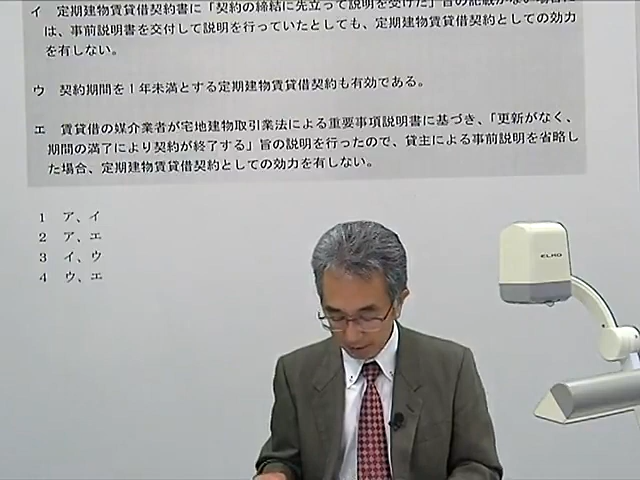 イ 定期建物賃貸借契約書に「契約の締結に先立って説明を受けた」旨の記載がない場合に
は、事前説明書を交付して説明を行っていたとしても、定期建物賃貸借契約としての効力
を有しない。
ウ 契約期間を1年未満とする定期建物賃貸借契約も有効である。
エ 賃貸借の媒介業者が宅地建物取引業法による重要事項説明書に基づき、「更新がなく、
期間の満了により契約が終了する」旨の説明を行ったので、貸主による事前説明を省略し
た場合、定期建物賃貸借契約としての効力を有しない。
1 ア、イ
2 ア、エ
3 イ、ウ
4 ウ、エ
ELMO